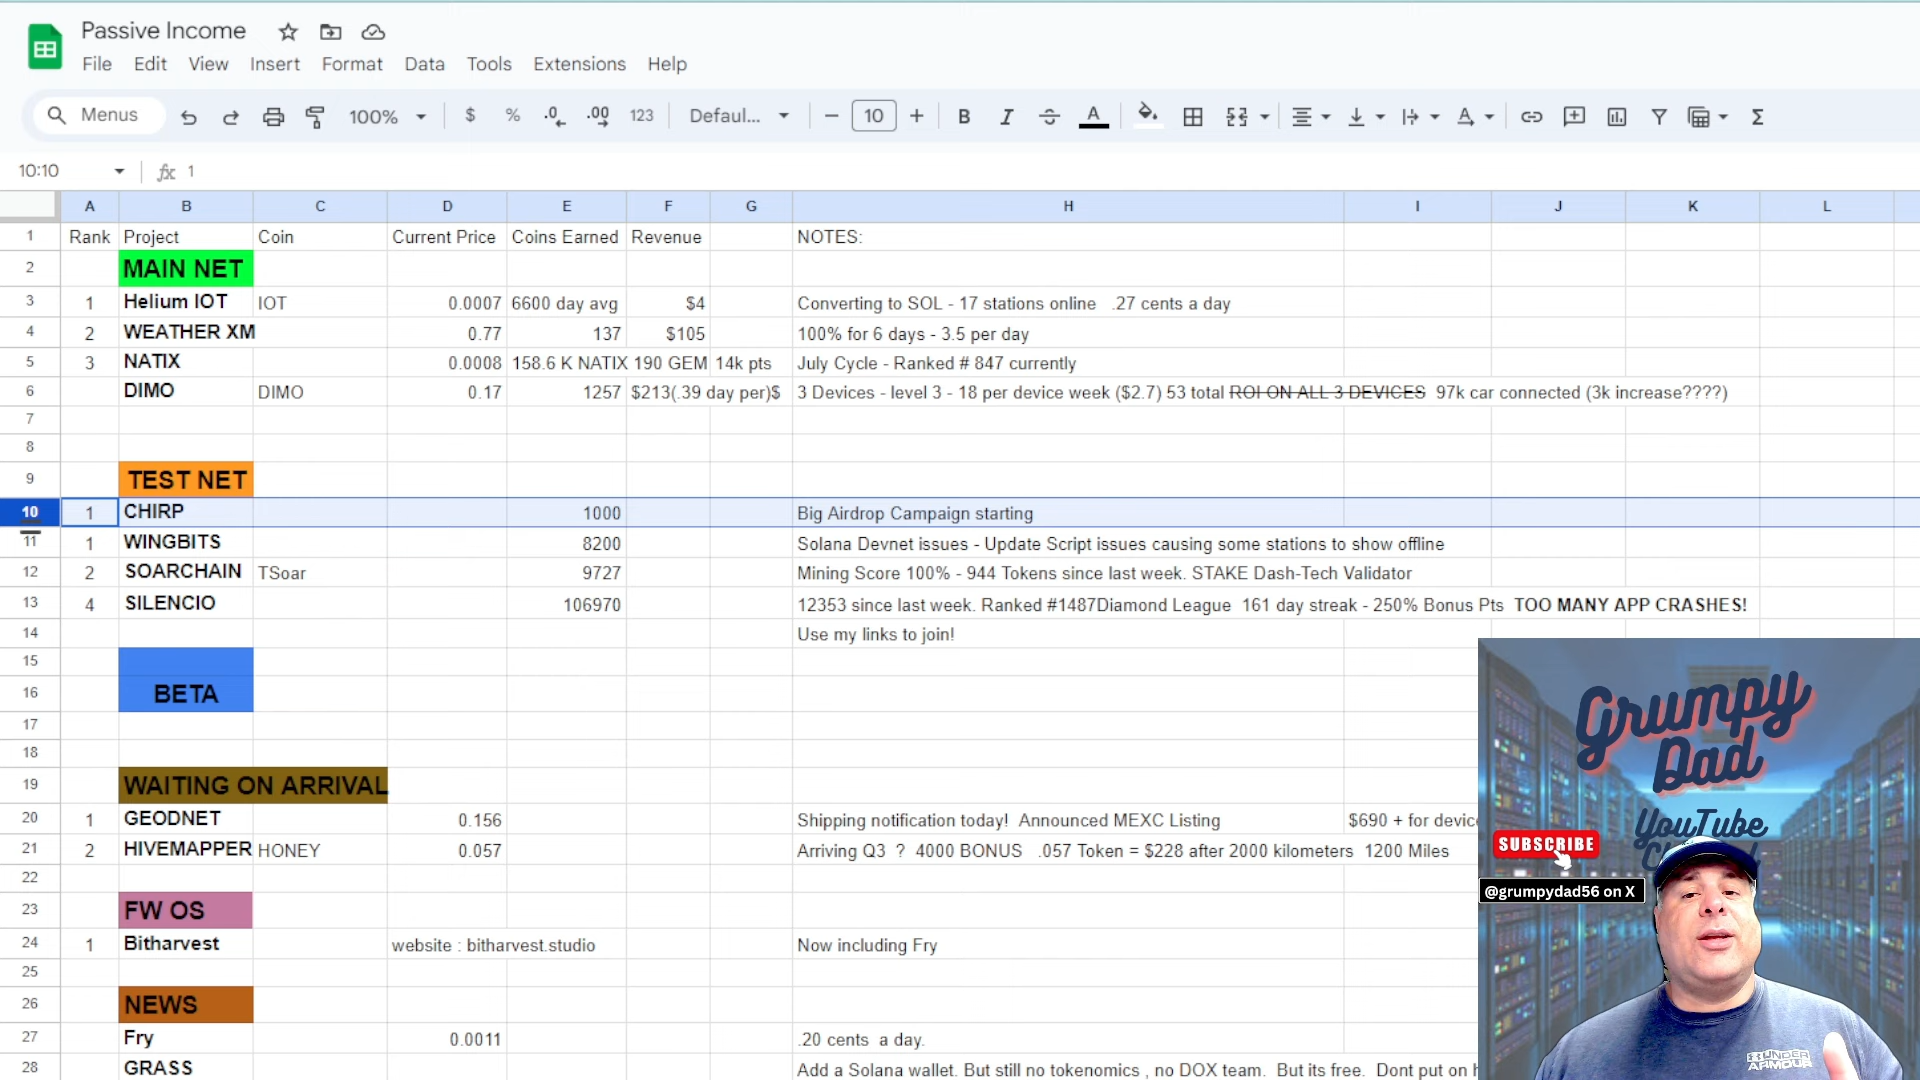 Passive Income
File Edit View Insert Format Data Tools Extensions Help
Menus 100% $ % .0 .00 123 Defaul... − 10 + B I A Σ
10:10 fx 1
A B C D E F G H I J K L
1 Rank Project Coin Current Price Coins Earned Revenue NOTES:
2 MAIN NET
3 1 Helium IOT IOT 0.0007 6600 day avg $4 Converting to SOL - 17 stations online .27 cents a day
4 2 WEATHER XM 0.77 137 $105 100% for 6 days - 3.5 per day
5 3 NATIX 0.0008 158.6 K NATIX 190 GEM 14k pts July Cycle - Ranked # 847 currently
6 DIMO DIMO 0.17 1257 $213(.39 day per)$ 3 Devices - level 3 - 18 per device week ($2.7) 53 total ROI ON ALL 3 DEVICES 97k car connected (3k increase????)
7
8
9 TEST NET
10 1 CHIRP 1000 Big Airdrop Campaign starting
11 1 WINGBITS 8200 Solana Devnet issues - Update Script issues causing some stations to show offline
12 2 SOARCHAIN TSoar 9727 Mining Score 100% - 944 Tokens since last week. STAKE Dash-Tech Validator
13 4 SILENCIO 106970 12353 since last week. Ranked #1487Diamond League 161 day streak - 250% Bonus Pts TOO MANY APP CRASHES!
14 Use my links to join!
15
16 BETA
17
18
19 WAITING ON ARRIVAL
20 1 GEODNET 0.156 Shipping notification today! Announced MEXC Listing $690 + for devic
21 2 HIVEMAPPER HONEY 0.057 Arriving Q3 ? 4000 BONUS .057 Token = $228 after 2000 kilometers 1200 Miles
22
23 FW OS
24 1 Bitharvest website : bitharvest.studio Now including Fry
25
26 NEWS
27 Fry 0.0011 .20 cents a day.
28 GRASS Add a Solana wallet. But still no tokenomics , no DOX team. But its free. Dont put on
Grumpy
Dad
YouTube
SUBSCRIBE
@grumpydad56 on X
UNDER
ARMOUR